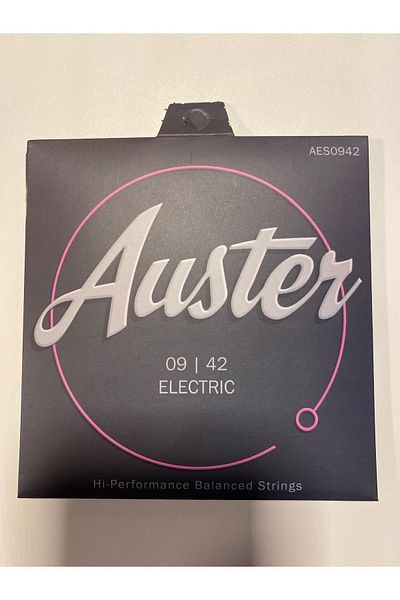 AES0942
Auster
09 | 42
ELECTRIC
Hi-Performance Balanced Strings